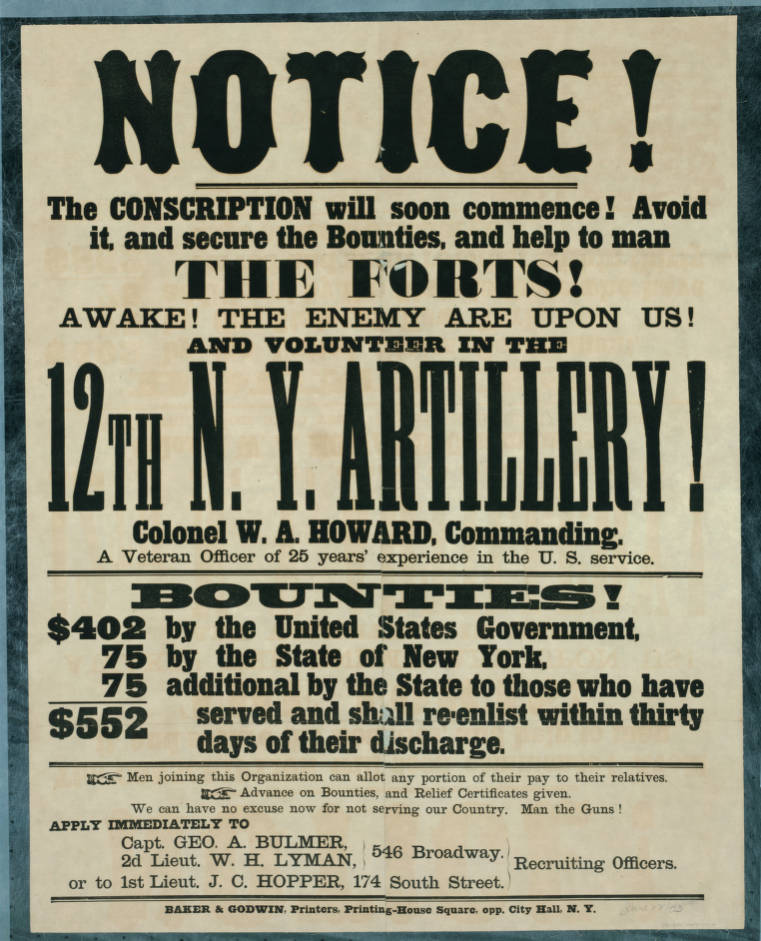 NOTICE!
The CONSCRIPTION will soon commence! Avoid
it, and secure the Bounties, and help to man
THE FORTS!
AWAKE! THE ENEMY ARE UPON US!
AND VOLUNTEER IN THE
12TH N. Y. ARTILLERY!
Colonel W. A. HOWARD, Commanding.
A Veteran Officer of 25 years' experience in the U. S. service.
BOUNTIES!
$402 by the United States Government,
75 by the State of New York,
75 additional by the State to those who have
$552 served and shall re-enlist within thirty
days of their discharge.
☞ Men joining this Organization can allot any portion of their pay to their relatives.
☞ Advance on Bounties, and Relief Certificates given.
We can have no excuse now for not serving our Country. Man the Guns!
APPLY IMMEDIATELY TO
Capt. GEO. A. BULMER,
2d Lieut. W. H. LYMAN, } 546 Broadway. } Recruiting Officers.
or to 1st Lieut. J. C. HOPPER, 174 South Street.
BAKER & GODWIN, Printers, Printing-House Square, opp. City Hall, N. Y.